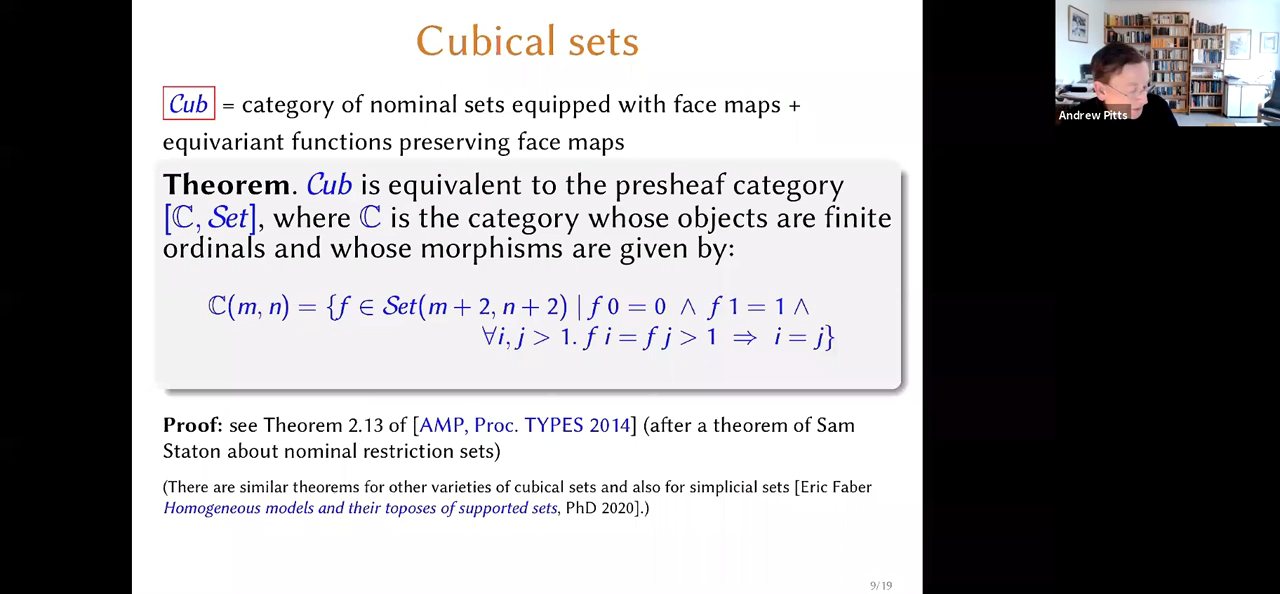 Cubical sets
Cub = category of nominal sets equipped with face maps +
equivariant functions preserving face maps
Theorem. Cub is equivalent to the presheaf category
[ℂ, Set], where ℂ is the category whose objects are finite
ordinals and whose morphisms are given by:
ℂ(m, n) = {f ∈ Set(m + 2, n + 2) | f 0 = 0 ∧ f 1 = 1 ∧
∀i, j > 1. f i = f j > 1 ⇒ i = j}
Proof: see Theorem 2.13 of [AMP, Proc. TYPES 2014] (after a theorem of Sam
Staton about nominal restriction sets)
(There are similar theorems for other varieties of cubical sets and also for simplicial sets [Eric Faber
Homogeneous models and their toposes of supported sets, PhD 2020].)
9/19
Andrew Pitts